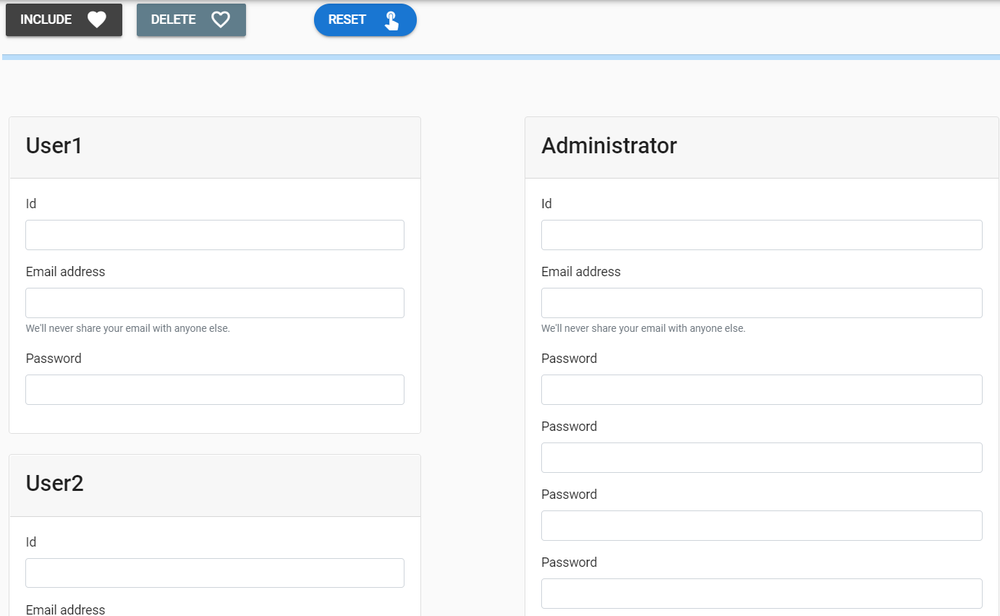 INCLUDE
DELETE
RESET
User1
Id
Email address
We'll never share your email with anyone else.
Password
User2
Id
Email address
Administrator
Id
Email address
We'll never share your email with anyone else.
Password
Password
Password
Password